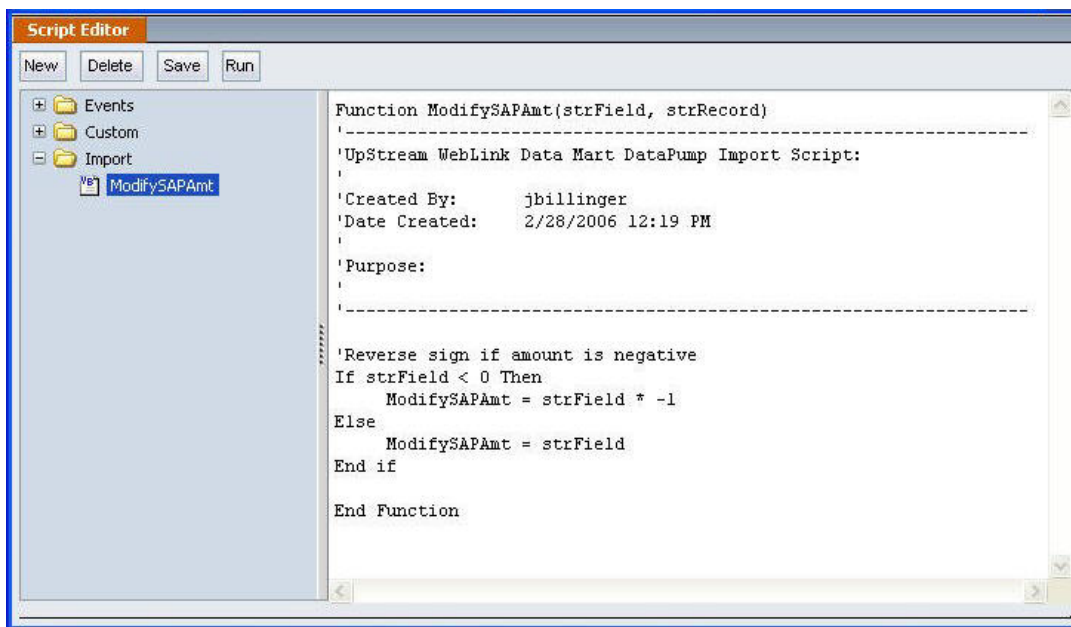 Script Editor
New Delete Save Run
Events
Custom
Import
VB
ModifySAPAmt
Function ModifySAPAmt(strField, strRecord)
'------------------------------------------------------------------
'UpStream WebLink Data Mart DataPump Import Script:
'
'Created By: jbillinger
'Date Created: 2/28/2006 12:19 PM
'
'Purpose:
'
'------------------------------------------------------------------
'Reverse sign if amount is negative
If strField < 0 Then
ModifySAPAmt = strField * -1
Else
ModifySAPAmt = strField
End if
End Function